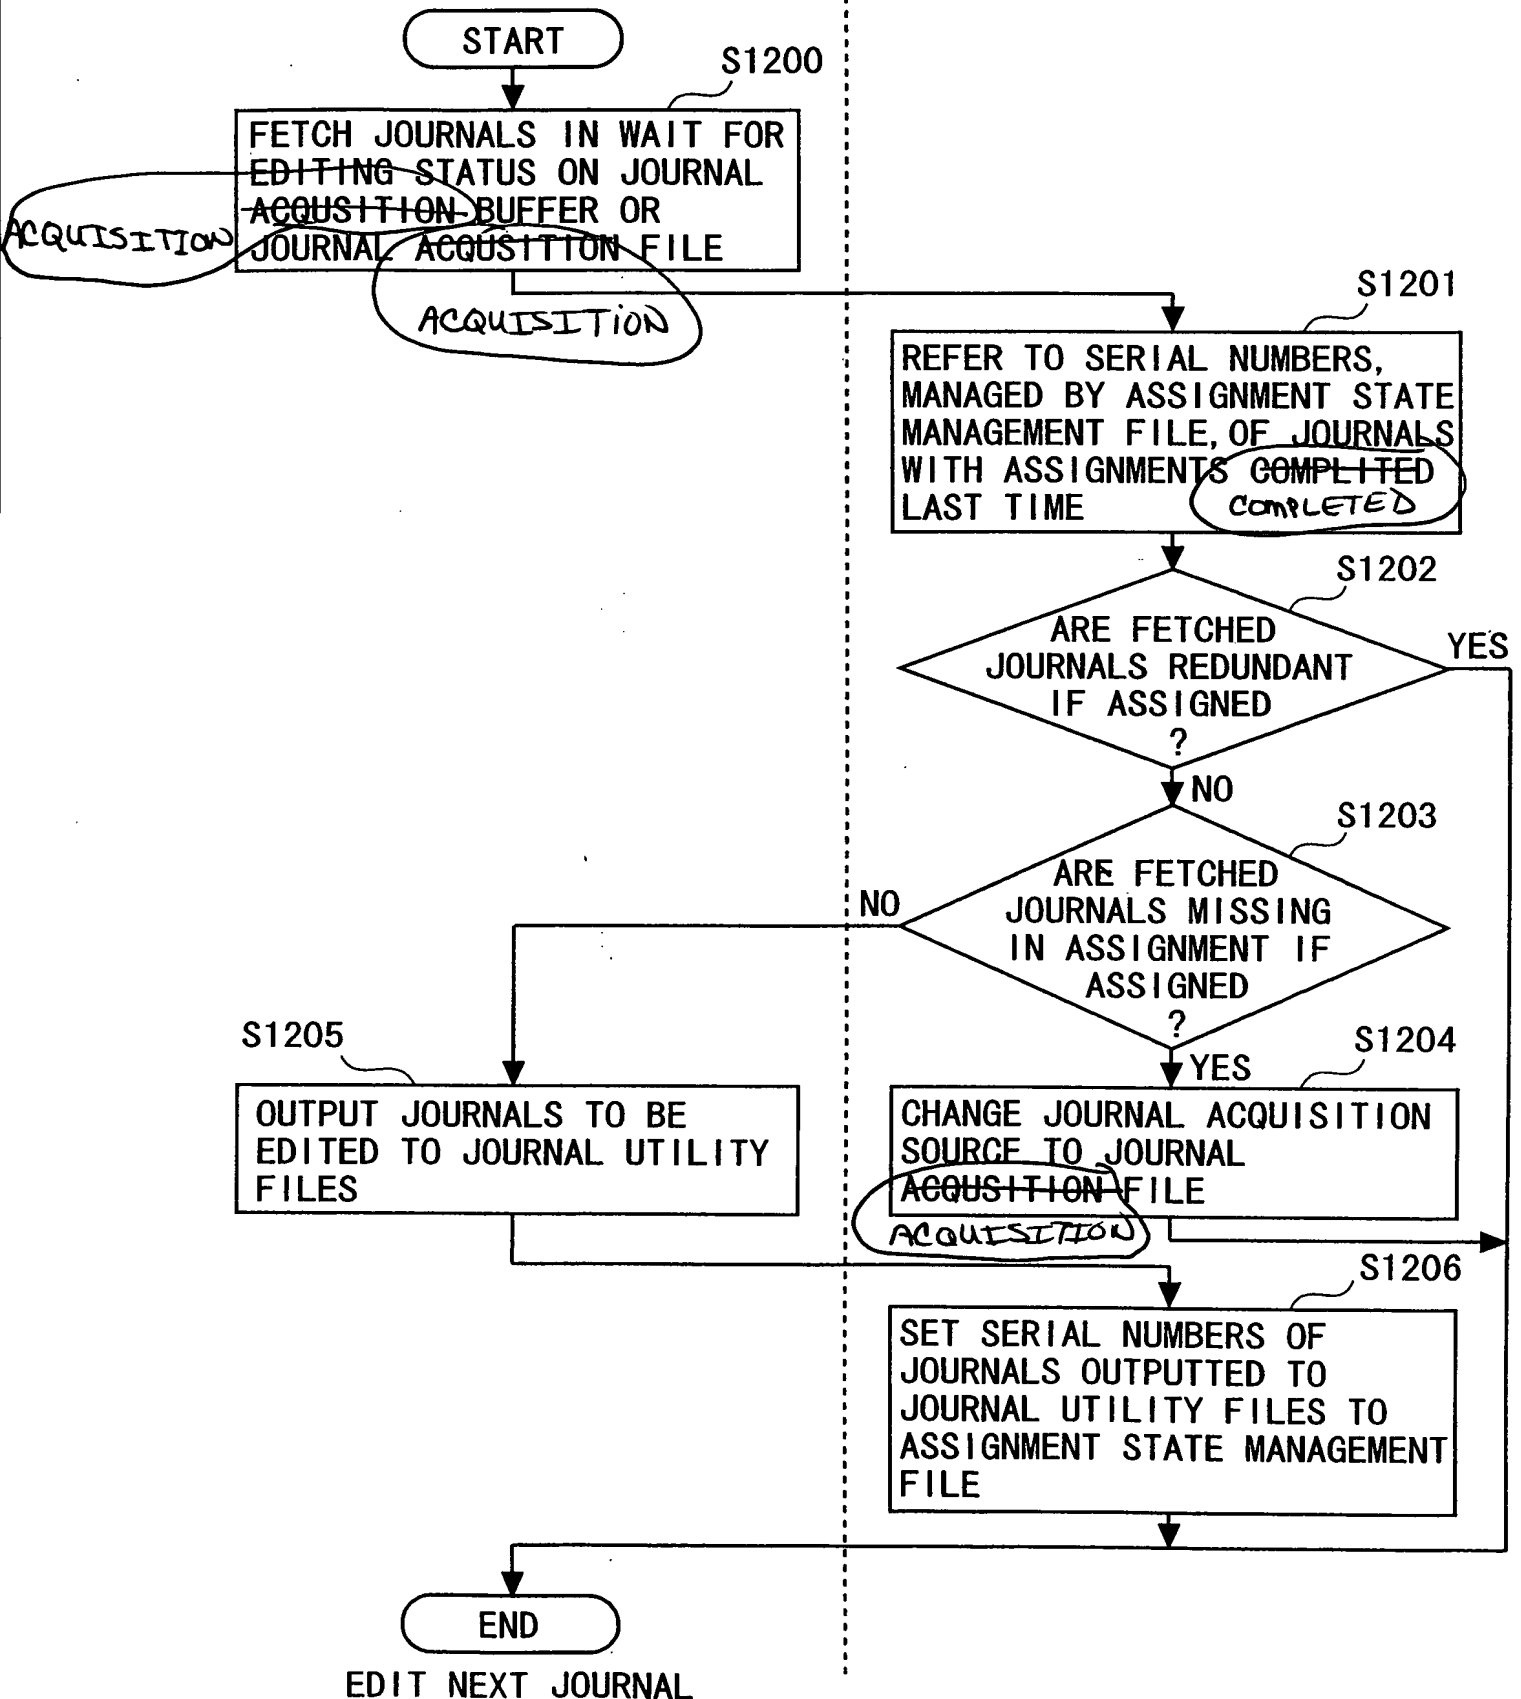 START
S1200
FETCH JOURNALS IN WAIT FOR
EDITING STATUS ON JOURNAL
ACQUSITION BUFFER OR
JOURNAL ACQUSITION FILE
ACQUISITION
ACQUISITION
S1201
REFER TO SERIAL NUMBERS,
MANAGED BY ASSIGNMENT STATE
MANAGEMENT FILE, OF JOURNALS
WITH ASSIGNMENTS COMPLITED
LAST TIME
COMPLETED
S1202
ARE FETCHED
JOURNALS REDUNDANT
IF ASSIGNED
?
YES
NO
S1203
ARE FETCHED
JOURNALS MISSING
IN ASSIGNMENT IF
ASSIGNED
?
NO
YES
S1205
OUTPUT JOURNALS TO BE
EDITED TO JOURNAL UTILITY
FILES
S1204
CHANGE JOURNAL ACQUISITION
SOURCE TO JOURNAL
ACQUSITION FILE
ACQUISITION
S1206
SET SERIAL NUMBERS OF
JOURNALS OUTPUTTED TO
JOURNAL UTILITY FILES TO
ASSIGNMENT STATE MANAGEMENT
FILE
END
EDIT NEXT JOURNAL